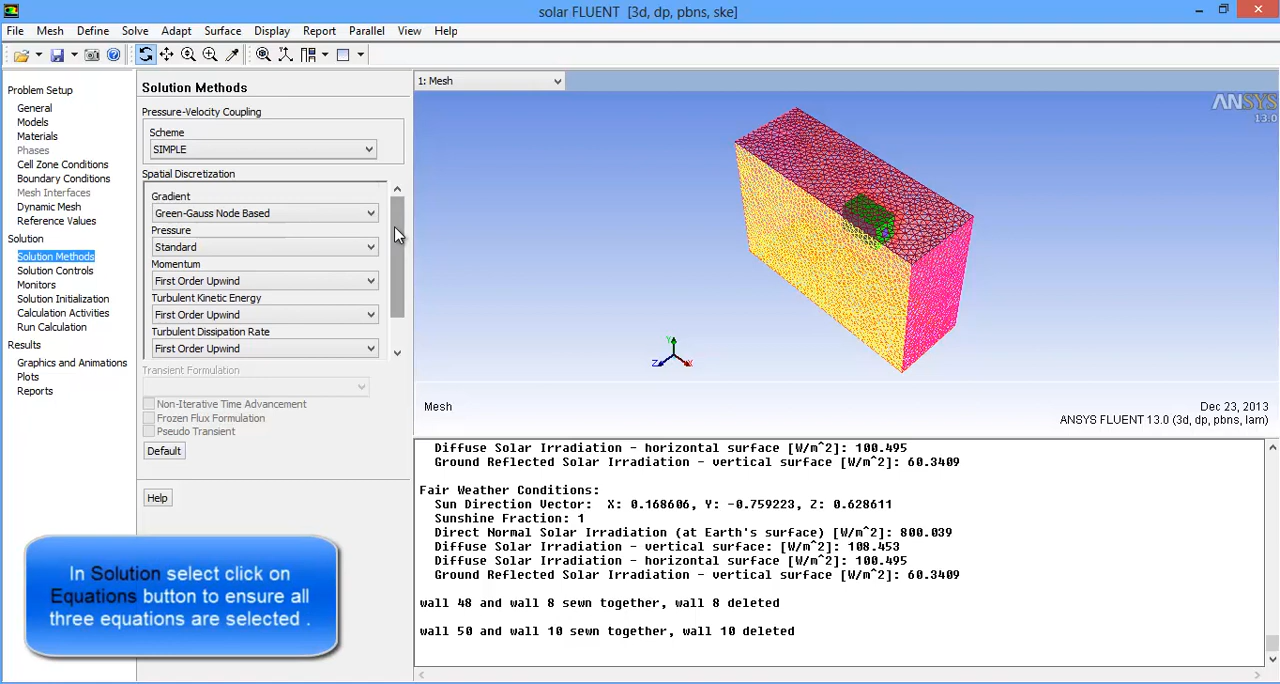 solar FLUENT [3d, dp, pbns, ske]
File Mesh Define Solve Adapt Surface Display Report Parallel View Help
Problem Setup
General
Models
Materials
Phases
Cell Zone Conditions
Boundary Conditions
Mesh Interfaces
Dynamic Mesh
Reference Values
Solution
Solution Methods
Solution Controls
Monitors
Solution Initialization
Calculation Activities
Run Calculation
Results
Graphics and Animations
Plots
Reports
Solution Methods
Pressure-Velocity Coupling
Scheme
SIMPLE
Spatial Discretization
Gradient
Green-Gauss Node Based
Pressure
Standard
Momentum
First Order Upwind
Turbulent Kinetic Energy
First Order Upwind
Turbulent Dissipation Rate
First Order Upwind
Transient Formulation
Non-Iterative Time Advancement
Frozen Flux Formulation
Pseudo Transient
Default
Help
1: Mesh
ANSYS
13.0
Y
Z
X
Mesh
Dec 23, 2013
ANSYS FLUENT 13.0 (3d, dp, pbns, lam)
Diffuse Solar Irradiation - horizontal surface [W/m^2]: 100.495
Ground Reflected Solar Irradiation - vertical surface [W/m^2]: 60.3409
Fair Weather Conditions:
Sun Direction Vector: X: 0.168606, Y: -0.759223, Z: 0.628611
Sunshine Fraction: 1
Direct Normal Solar Irradiation (at Earth's surface) [W/m^2]: 800.039
Diffuse Solar Irradiation - vertical surface: [W/m^2]: 108.453
Diffuse Solar Irradiation - horizontal surface [W/m^2]: 100.495
Ground Reflected Solar Irradiation - vertical surface [W/m^2]: 60.3409
wall 48 and wall 8 sewn together, wall 8 deleted
wall 50 and wall 10 sewn together, wall 10 deleted
In Solution select click on
Equations button to ensure all
three equations are selected .